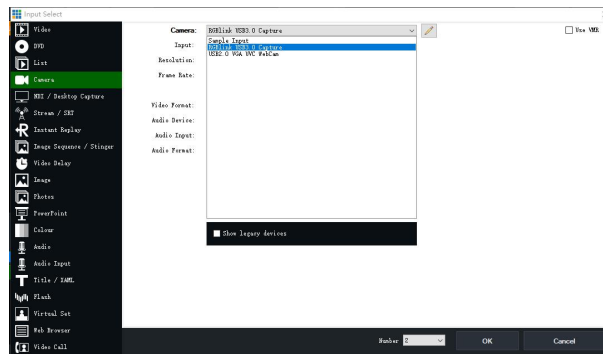 Input Select
Video
DVD
List
Camera
NDI / Desktop Capture
Stream / SRT
Instant Replay
Image Sequence / Stinger
Video Delay
Image
Photos
PowerPoint
Colour
Audio
Audio Input
Title / XAML
Flash
Virtual Set
Web Browser
Video Call
Camera: RGBlink USB3.0 Capture
Use VMR
Sample Input
RGBlink USB3.0 Capture
USB2.0 VGA UVC WebCam
Input:
Resolution:
Frame Rate:
Video Format:
Audio Device:
Audio Input:
Audio Format:
Show legacy devices
Number 2
OK
Cancel